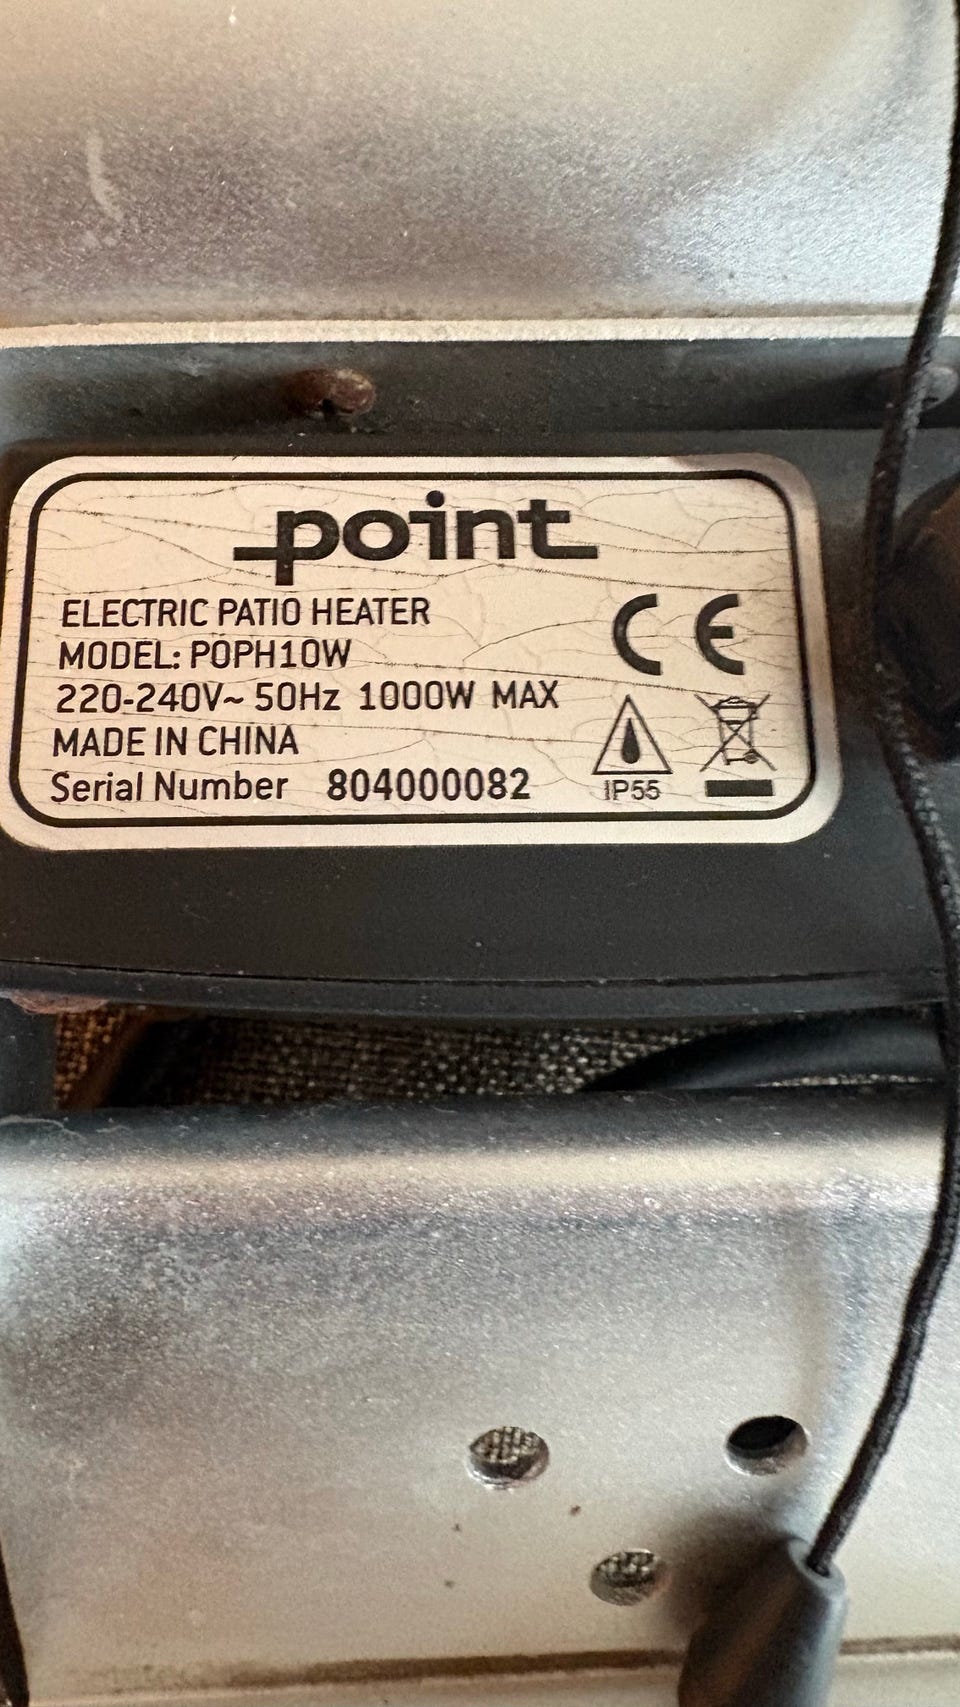 point
ELECTRIC PATIO HEATER
MODEL: POPH10W
220-240V~ 50Hz 1000W MAX
MADE IN CHINA
Serial Number 804000082
CE
IP55